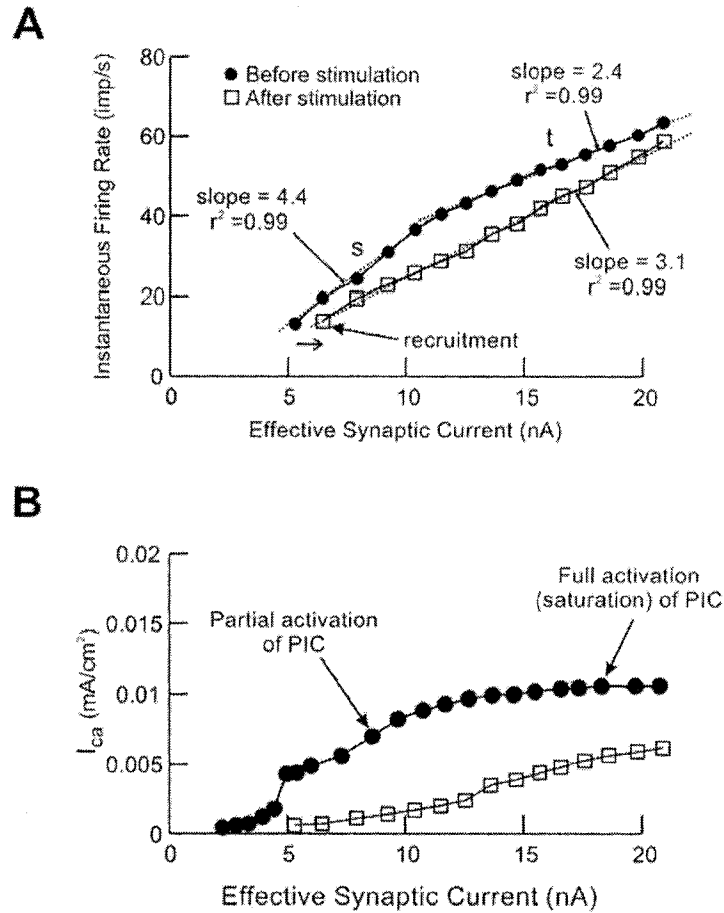 A
80
60
40
20
0
Instantaneous Firing Rate (imp/s)
● Before stimulation
□ After stimulation
slope = 2.4
r² =0.99
t
slope = 4.4
r² =0.99
s
slope = 3.1
r² =0.99
recruitment
0 5 10 15 20
Effective Synaptic Current (nA)
B
0.02
0.015
0.01
0.005
0
I_ca (mA/cm²)
Partial activation
of PIC
Full activation
(saturation) of PIC
0 5 10 15 20
Effective Synaptic Current (nA)